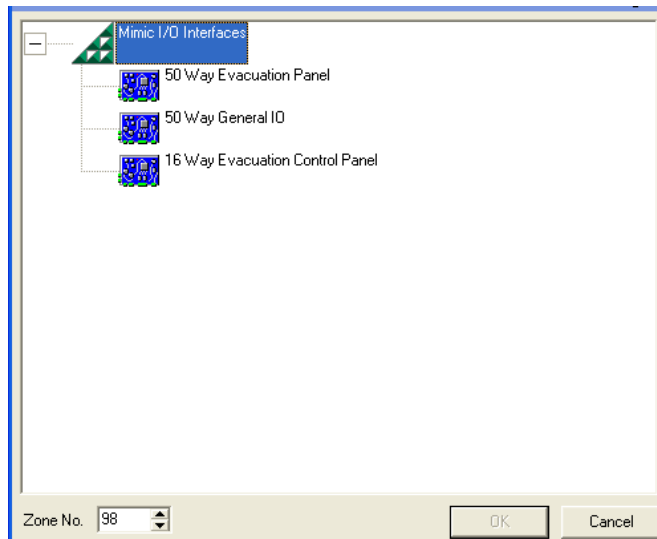 Mimic I/O Interfaces
50 Way Evacuation Panel
50 Way General IO
16 Way Evacuation Control Panel
Zone No. 98 OK Cancel